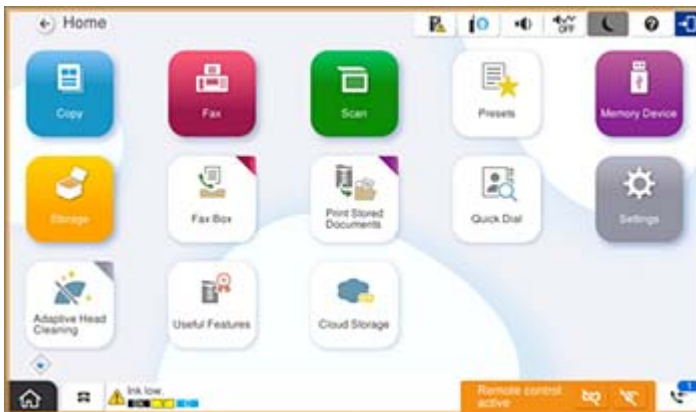 Home
OFF
Copy
Fax
Scan
Presets
Memory Device
Storage
Fax Box
Print Stored
Documents
Quick Dial
Settings
Adaptive Head
Cleaning
Useful Features
Cloud Storage
Ink low.
Remote control
active